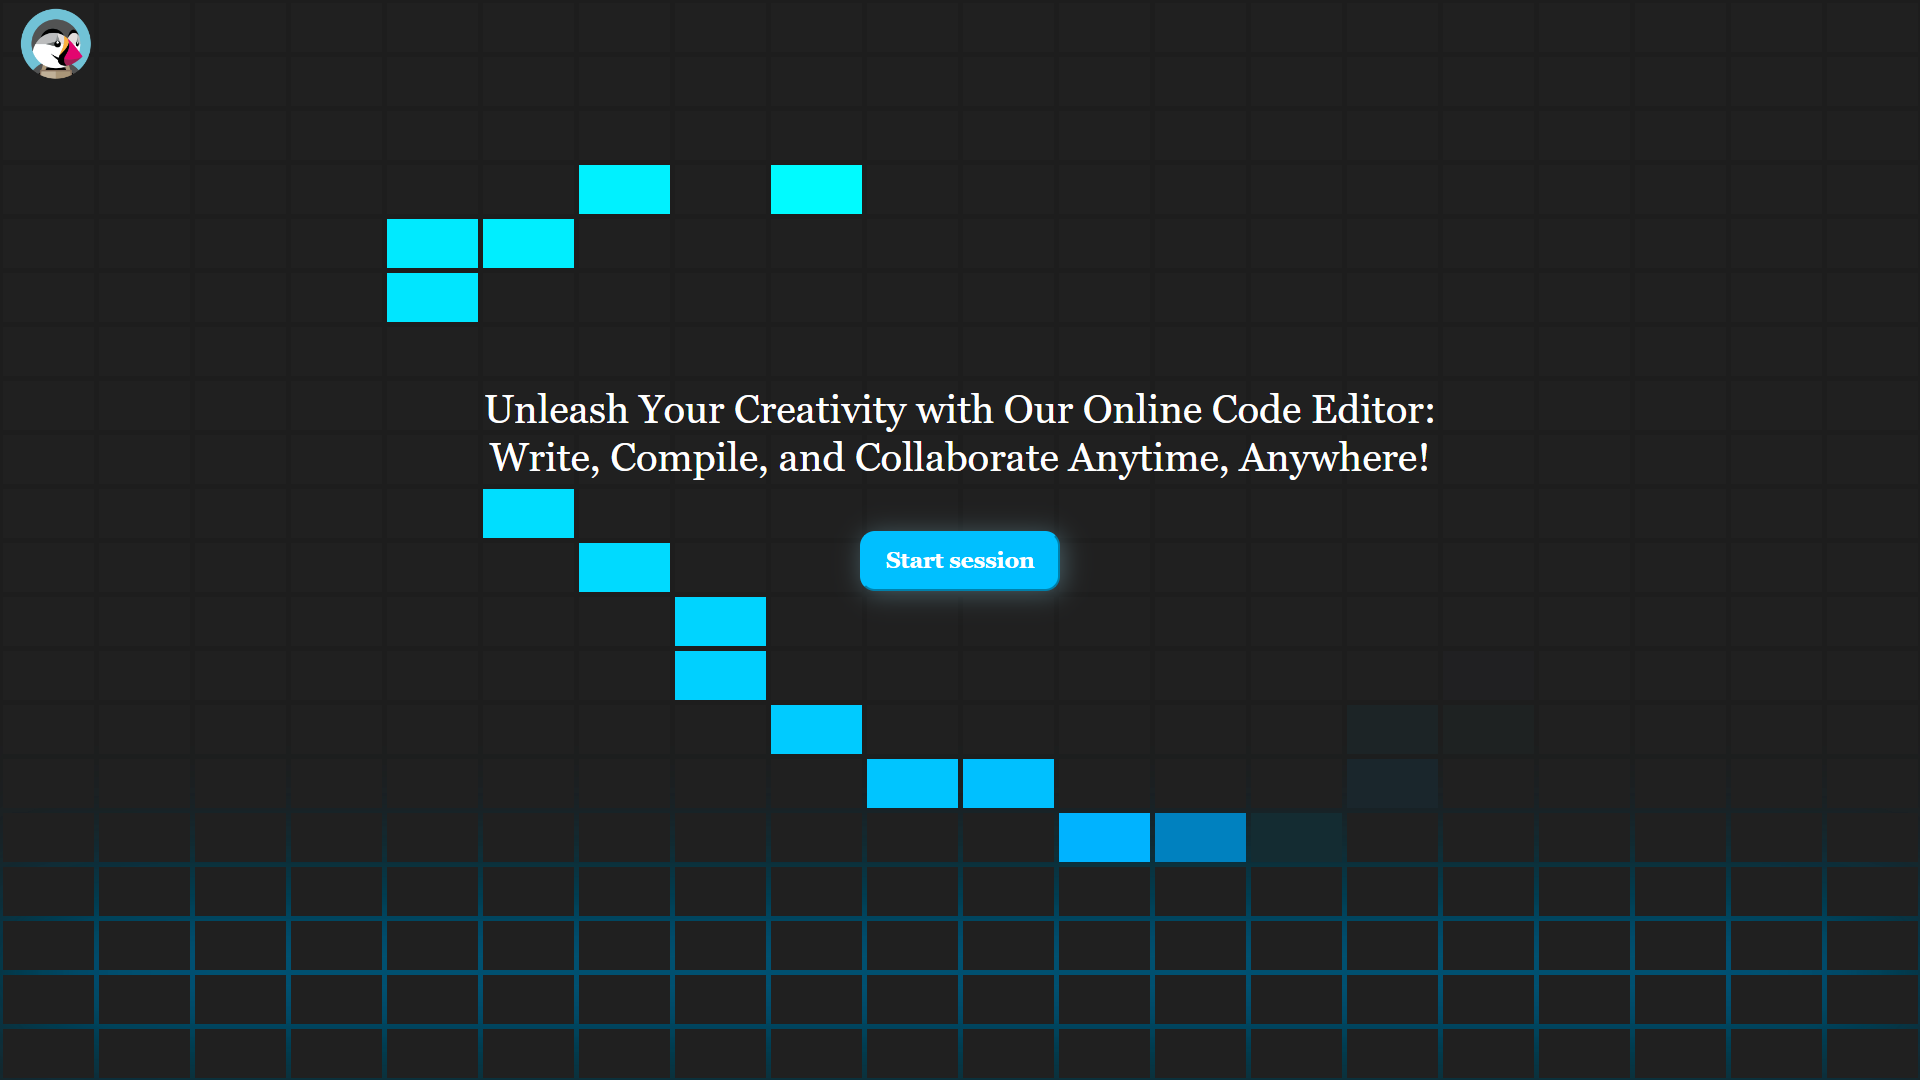 Unleash Your Creativity with Our Online Code Editor:
Write, Compile, and Collaborate Anytime, Anywhere!
Start session